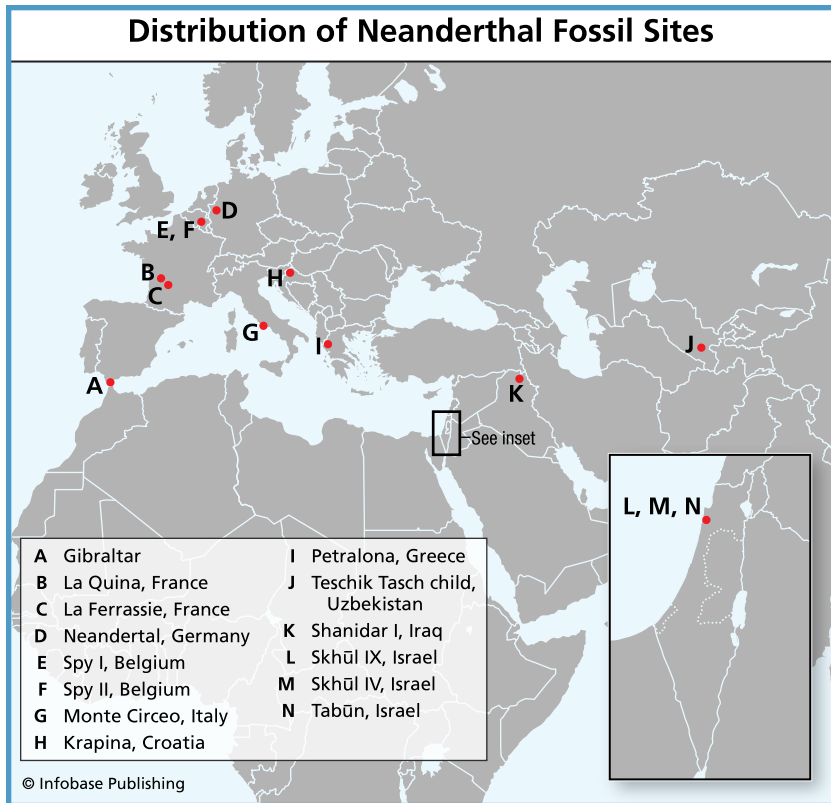 Distribution of Neanderthal Fossil Sites
D
E, F
B
C
H
G
I
J
A
K
See inset
L, M, N
A Gibraltar
B La Quina, France
C La Ferrassie, France
D Neandertal, Germany
E Spy I, Belgium
F Spy II, Belgium
G Monte Circeo, Italy
H Krapina, Croatia
I Petralona, Greece
J Teschik Tasch child,
Uzbekistan
K Shanidar I, Iraq
L Skhūl IX, Israel
M Skhūl IV, Israel
N Tabūn, Israel
© Infobase Publishing